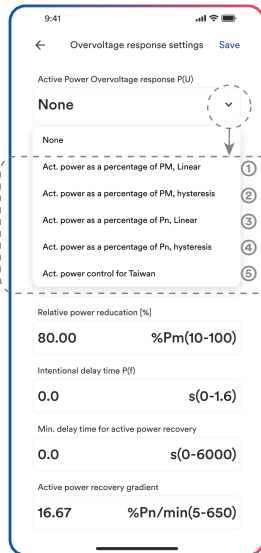 9:41
Overvoltage response settings Save
Active Power Overvoltage response P(U)
None
None
Act. power as a percentage of PM, Linear 1
Act. power as a percentage of PM, hysteresis 2
Act. power as a percentage of Pn, Linear 3
Act. power as a percentage of Pn, hysteresis 4
Act. power control for Taiwan 5
Relative power reducation [%]
80.00 %Pm(10-100)
Intentional delay time P(f)
0.0 s(0-1.6)
Min. delay time for active power recovery
0.0 s(0-6000)
Active power recovery gradient
16.67 %Pn/min(5-650)